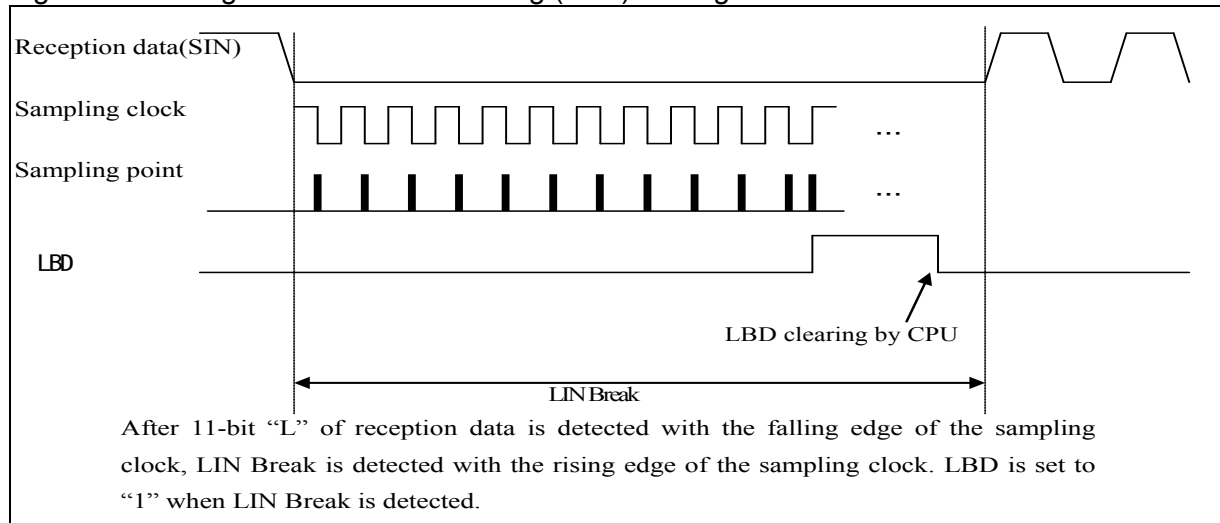 Reception data(SIN)
Sampling clock
...
Sampling point
...
LBD
LBD clearing by CPU
LIN Break
After 11-bit “L” of reception data is detected with the falling edge of the sampling
clock, LIN Break is detected with the rising edge of the sampling clock. LBD is set to
“1” when LIN Break is detected.